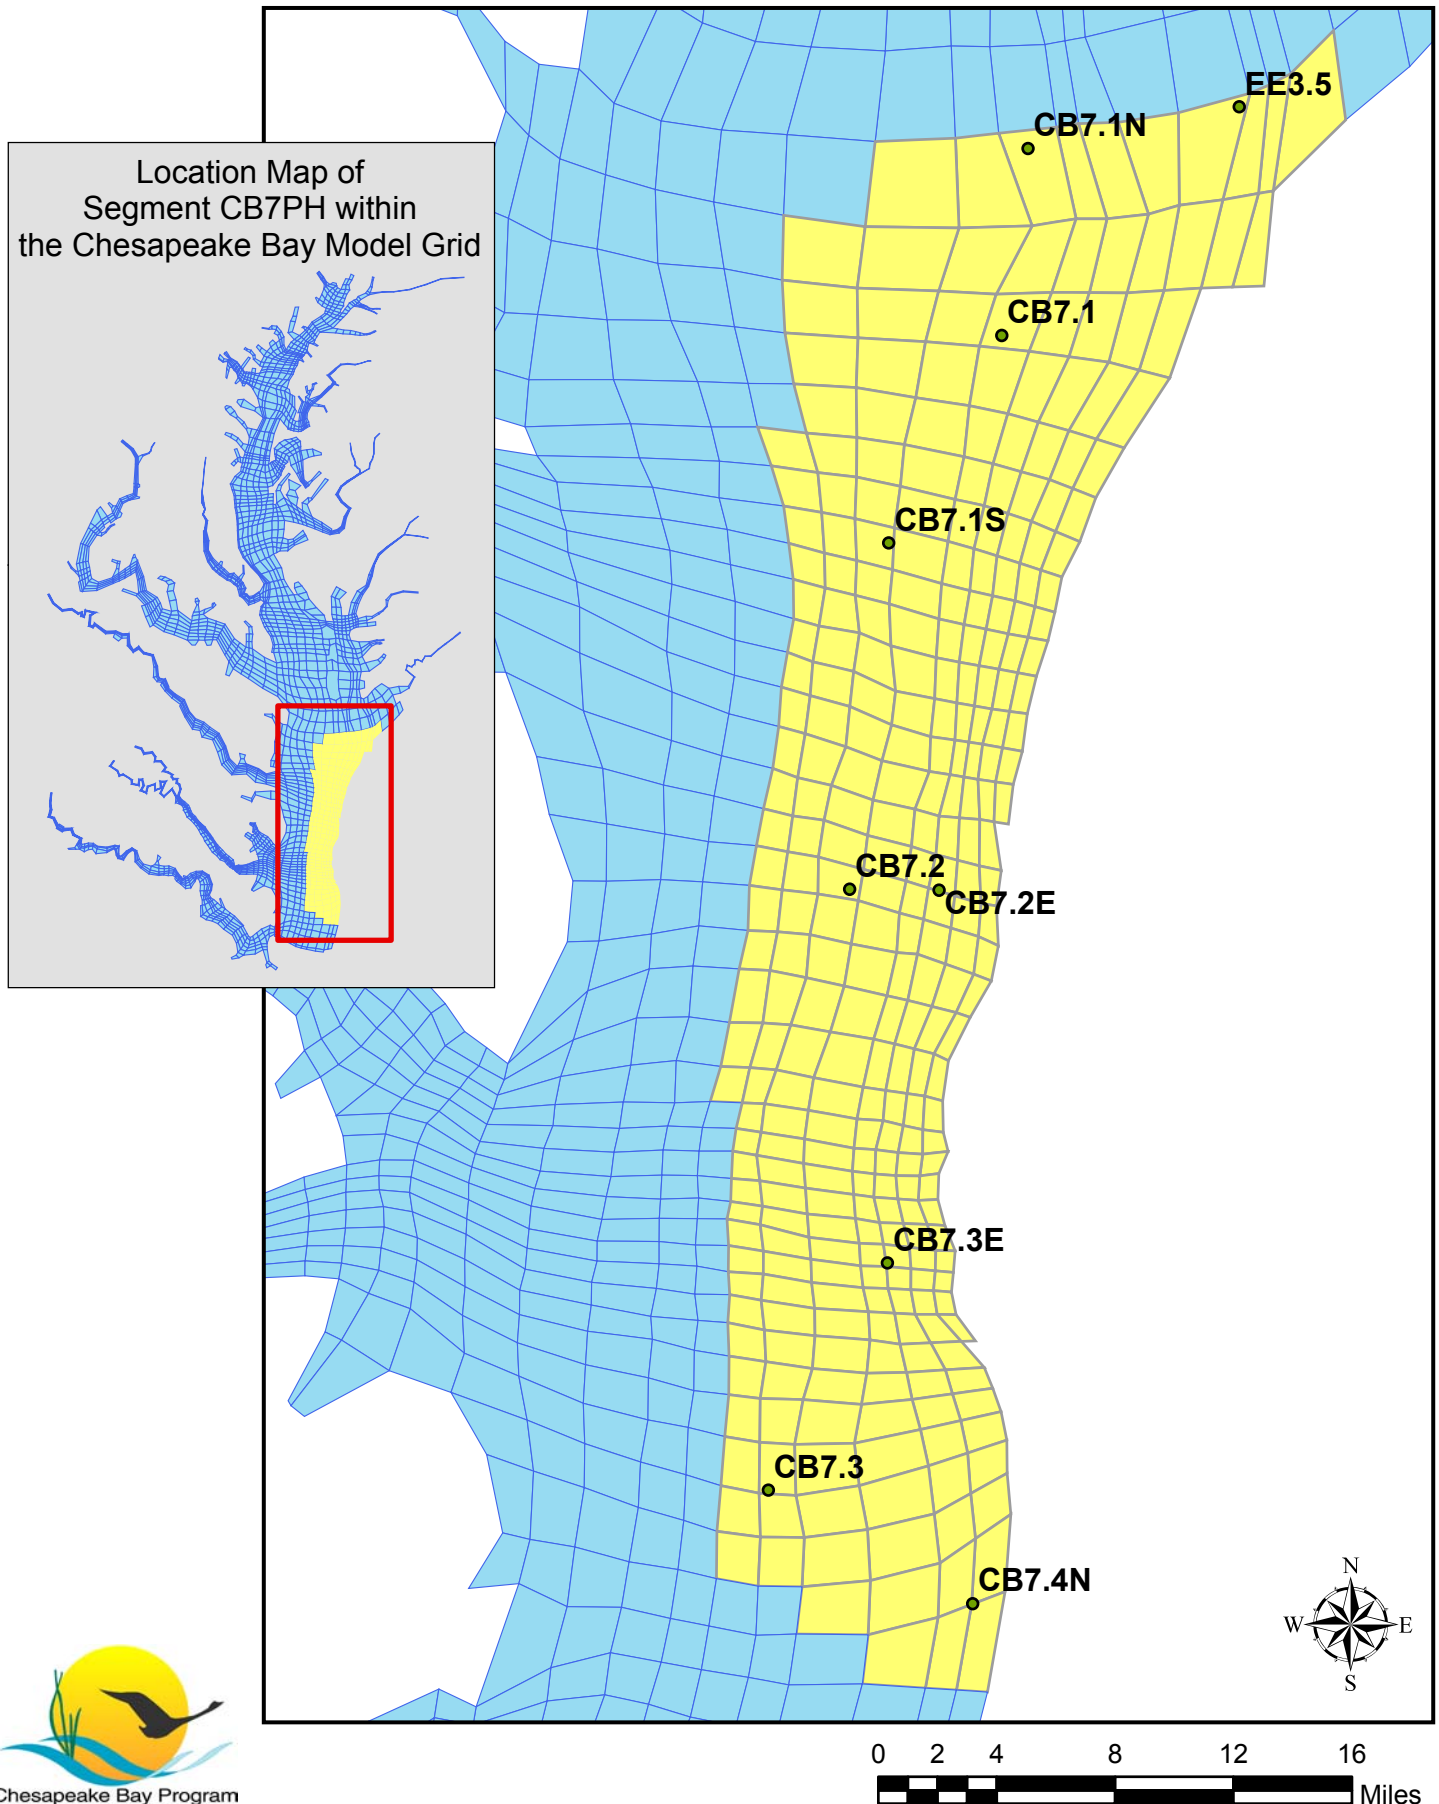 EE3.5
CB7.1N
Location Map of
Segment CB7PH within
the Chesapeake Bay Model Grid
CB7.1
CB7.1S
CB7.2
CB7.2E
CB7.3E
CB7.3
CB7.4N
N
W E
S
0 2 4 8 12 16
Miles
Chesapeake Bay Program